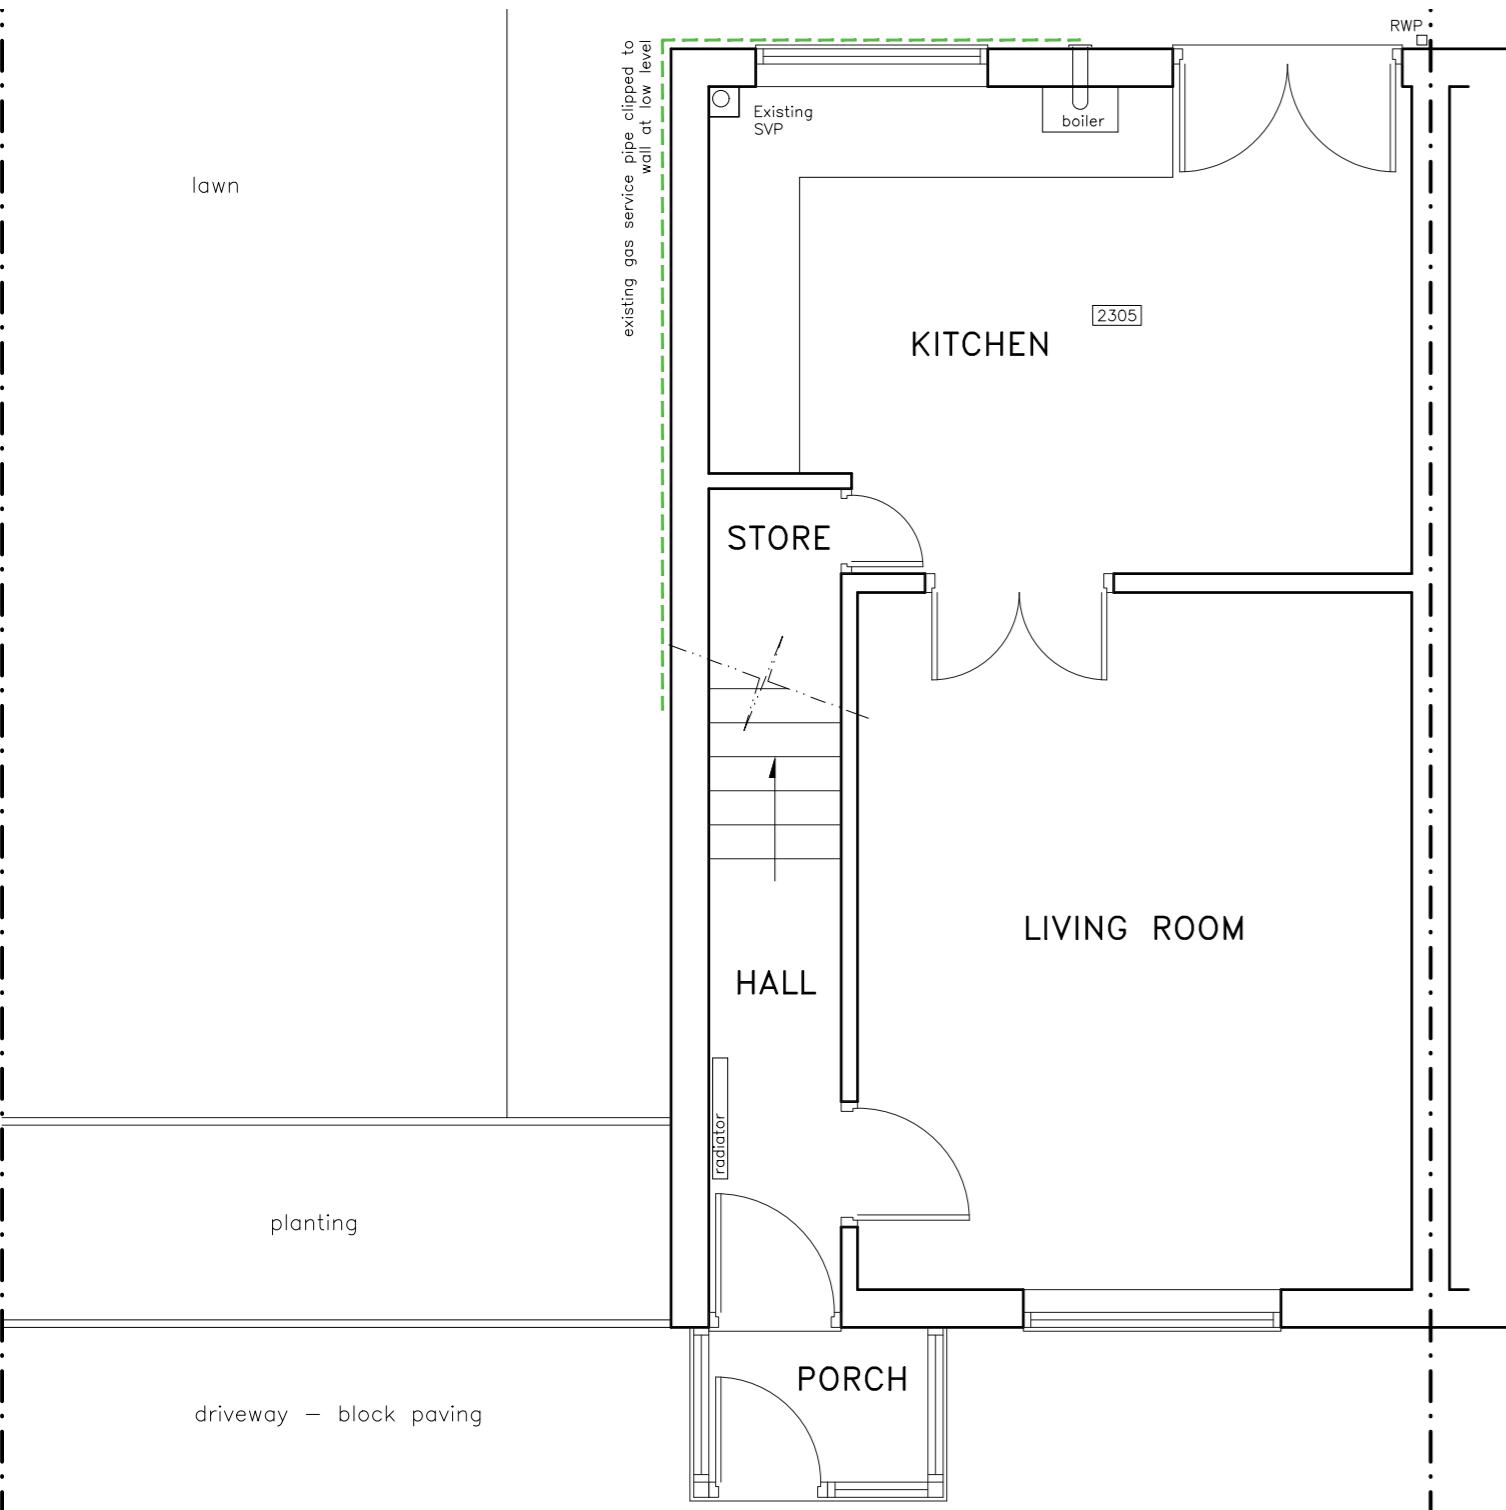 RWP
existing gas service pipe clipped to
wall at low level
Existing
SVP
boiler
lawn
2305
KITCHEN
STORE
LIVING ROOM
HALL
radiator
planting
PORCH
driveway – block paving